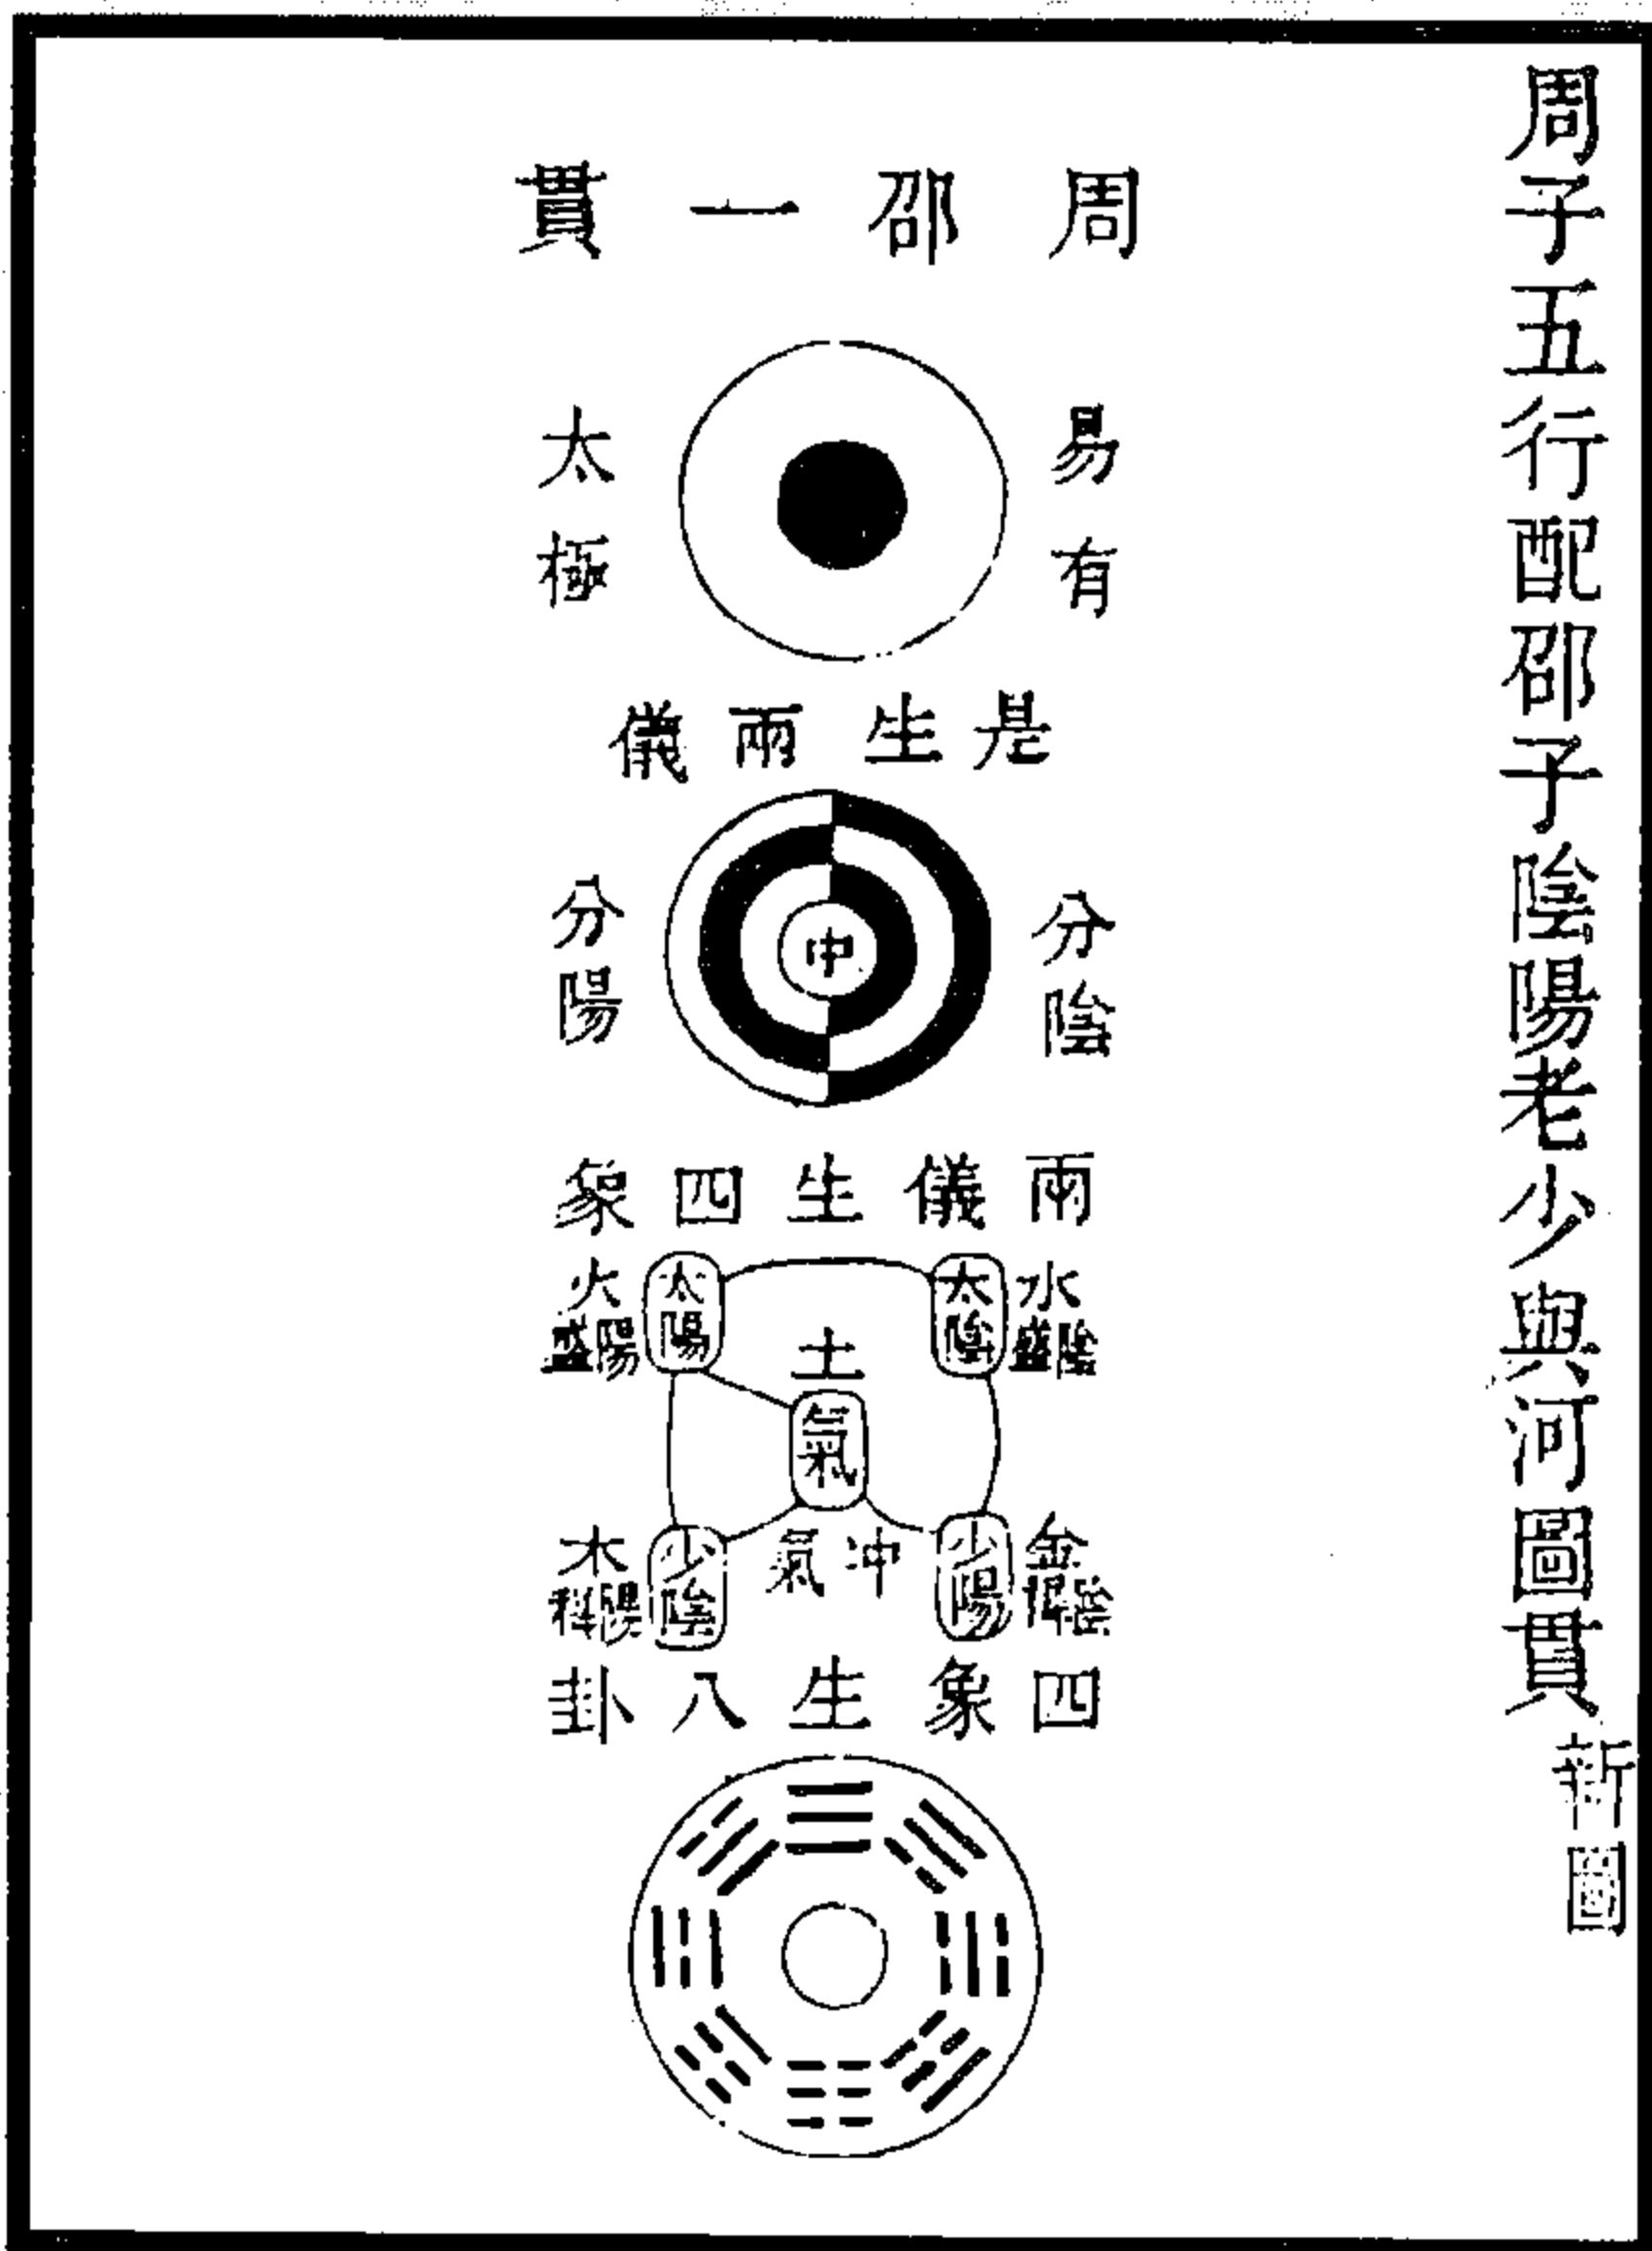 周子五行配邵子陰陽老少與河圖貫
新圖
周邵一貫
易有
太極
是生兩儀
分陰
分陽
中
兩儀生四象
水
陰盛
太陰
土
太陽
火
陽盛
氣
冲氣
金
陰穉
少陽
少陰
木
陽穉
四象生八卦